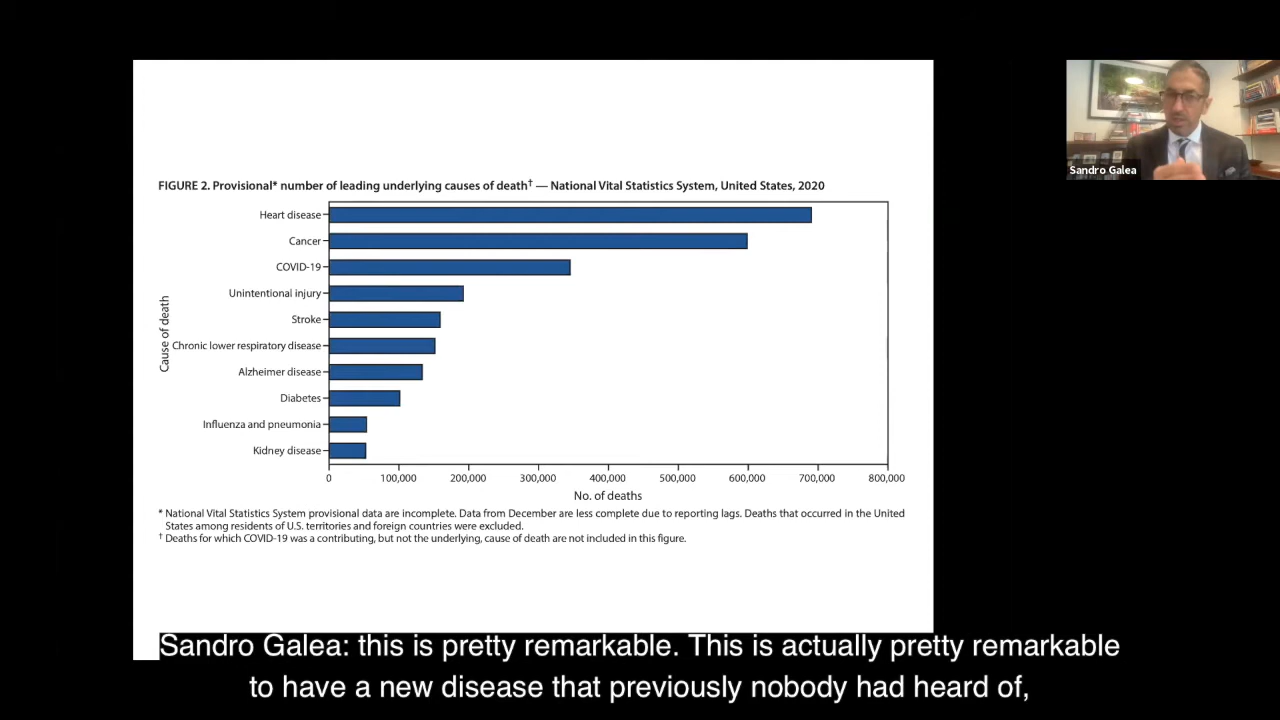 Sandro Galea
FIGURE 2. Provisional* number of leading underlying causes of death† — National Vital Statistics System, United States, 2020
Heart disease
Cancer
COVID-19
Unintentional injury
Stroke
Chronic lower respiratory disease
Alzheimer disease
Diabetes
Influenza and pneumonia
Kidney disease
Cause of death
0 100,000 200,000 300,000 400,000 500,000 600,000 700,000 800,000
No. of deaths
* National Vital Statistics System provisional data are incomplete. Data from December are less complete due to reporting lags. Deaths that occurred in the United
States among residents of U.S. territories and foreign countries were excluded.
† Deaths for which COVID-19 was a contributing, but not the underlying, cause of death are not included in this figure.
Sandro Galea: this is pretty remarkable. This is actually pretty remarkable
to have a new disease that previously nobody had heard of,